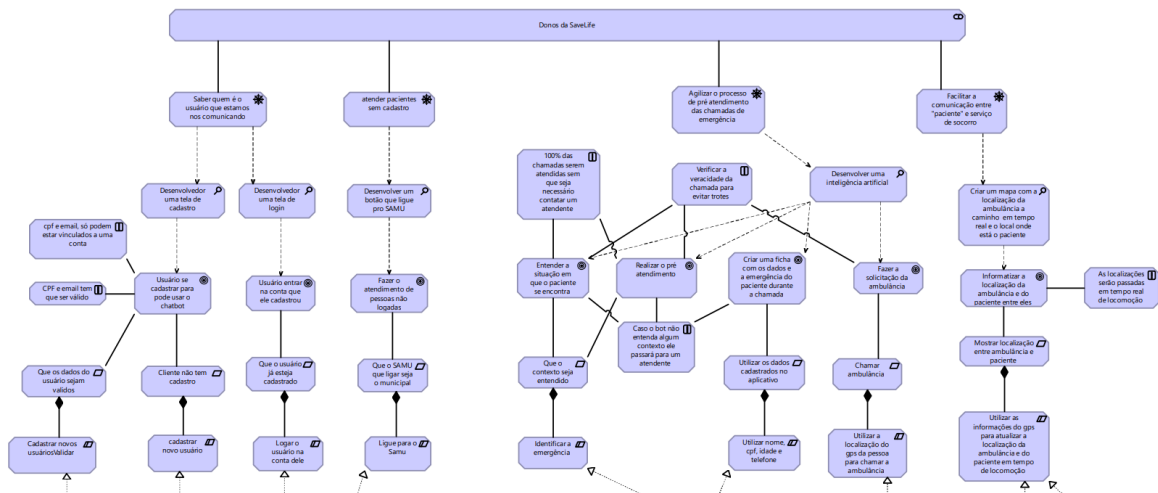 Donos da SaveLife
Saber quem é o
usuário que estamos
nos comunicando
atender pacientes
sem cadastro
Agilizar o processo
de pré atendimento
das chamadas de
emergência
Facilitar a
comunicação entre
"paciente" e serviço
de socorro
100% das
chamadas serem
atendidas sem
que seja
necessário
contatar um
atendente
Verificar a
veracidade da
chamada para
evitar trotes
Desenvolver uma
inteligência artificial
Desenvolvedor
uma tela de
cadastro
Desenvolvedor
uma tela de
login
Desenvolver um
botão que ligue
pro SAMU
Criar um mapa com a
localização da
ambulância a
caminho em tempo
real e o local onde
está o paciente
cpf e email, só podem
estar vinculados a uma
conta
CPF e email tem
que ser válido
Usuário se
cadastrar para
pode usar o
chatbot
Usuário entrar
na conta que
ele cadastrou
Fazer o
atendimento de
pessoas não
logadas
Entender a
situação em
que o paciente
se encontra
Realizar o pré
atendimento
Criar uma ficha
com os dados e
a emergência do
paciente durante
a chamada
Fazer a
solicitação da
ambulância
Informatizar a
localização da
ambulância e do
paciente entre eles
As localizações
serão passadas
em tempo real
de locomoção
Caso o bot não
entenda algum
contexto ele
passará para um
atendente
Que os dados do
usuário sejam
validos
Cliente não tem
cadastro
Que o usuário
já esteja
cadastrado
Que o SAMU
que ligar seja
o municipal
Que o
contexto seja
entendido
Utilizar os dados
cadastrados no
aplicativo
Chamar
ambulância
Mostrar localização
entre ambulância e
paciente
Cadastrar novos
usuáriosValidar
cadastrar
novo usuário
Logar o
usuário na
conta dele
Ligue para o
Samu
Identificar a
emergência
Utilizar nome,
cpf, idade e
telefone
Utilizar a
localização do
gps da pessoa
para chamar a
ambulância
Utilizar as
informações do gps
para atualizar a
localização da
ambulância e do
paciente em tempo
de locomoção